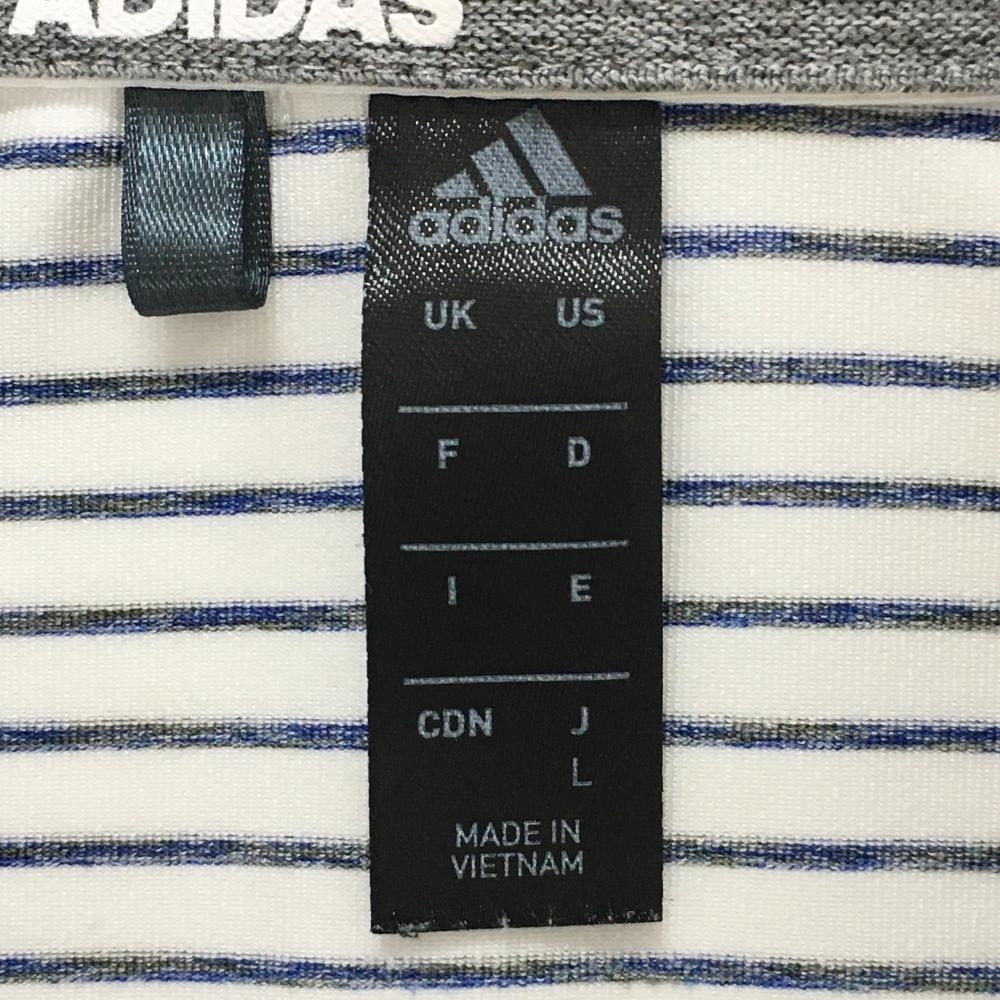 ADIDAS
adidas
UK US
F D
I E
CDN J
L
MADE IN
VIETNAM